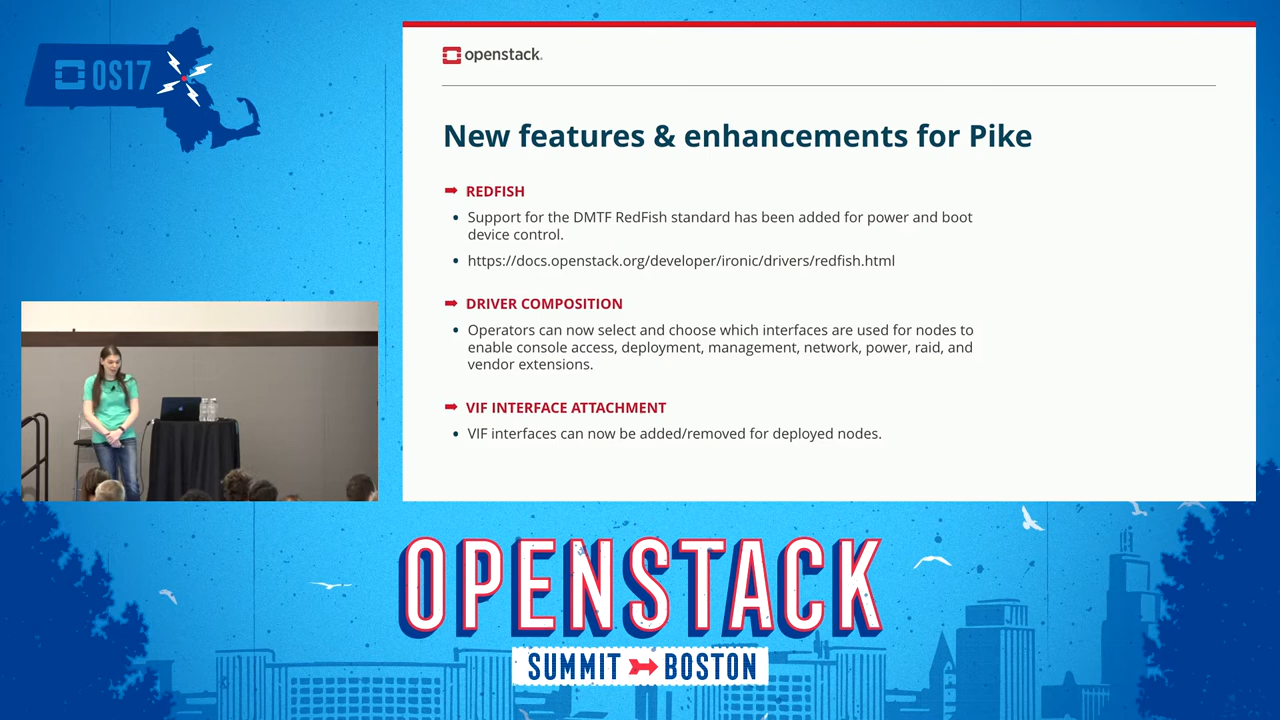 OS17
openstack.
New features & enhancements for Pike
REDFISH
• Support for the DMTF RedFish standard has been added for power and boot
device control.
• https://docs.openstack.org/developer/ironic/drivers/redfish.html
DRIVER COMPOSITION
• Operators can now select and choose which interfaces are used for nodes to
enable console access, deployment, management, network, power, raid, and
vendor extensions.
VIF INTERFACE ATTACHMENT
• VIF interfaces can now be added/removed for deployed nodes.
OPENSTACK
SUMMIT BOSTON